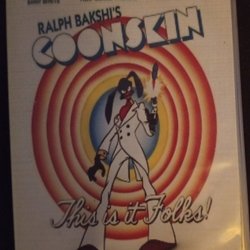 RALPH BAKSHI'S
COONSKIN
This is it Folks!